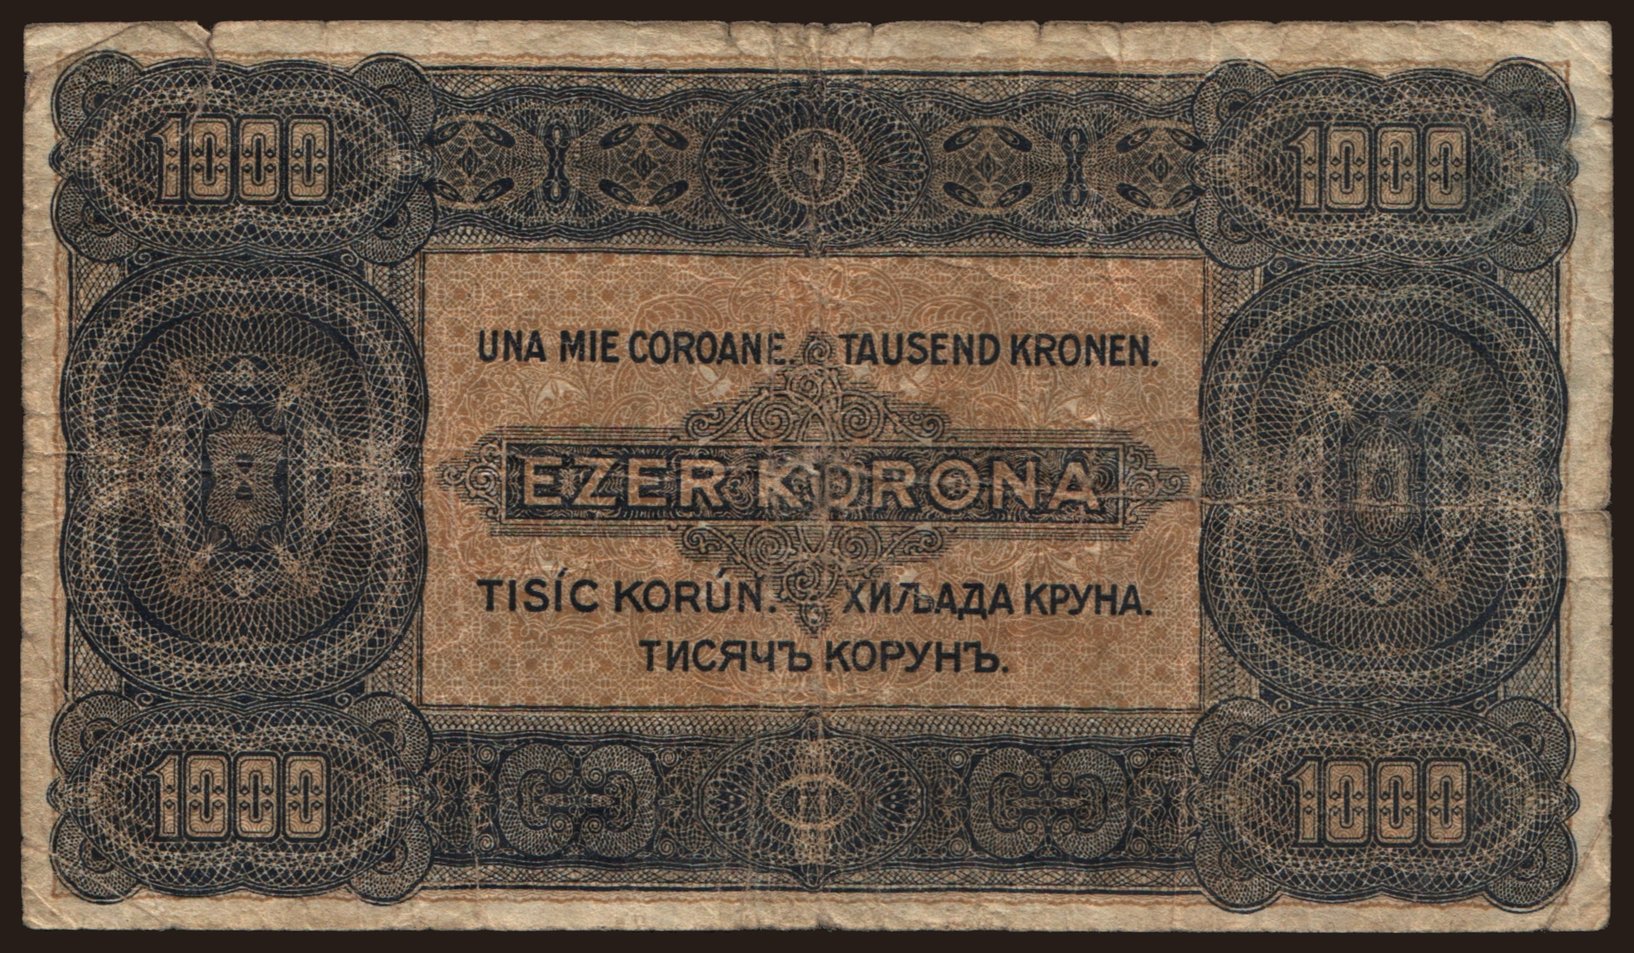 1000 1000
UNA MIE COROANE. TAUSEND KRONEN.
EZER KORONA
TISÍC KORÚN. ХИЉАДА КРУНА.
ТИСЯЧЪ КОРУНЪ.
1000 1000